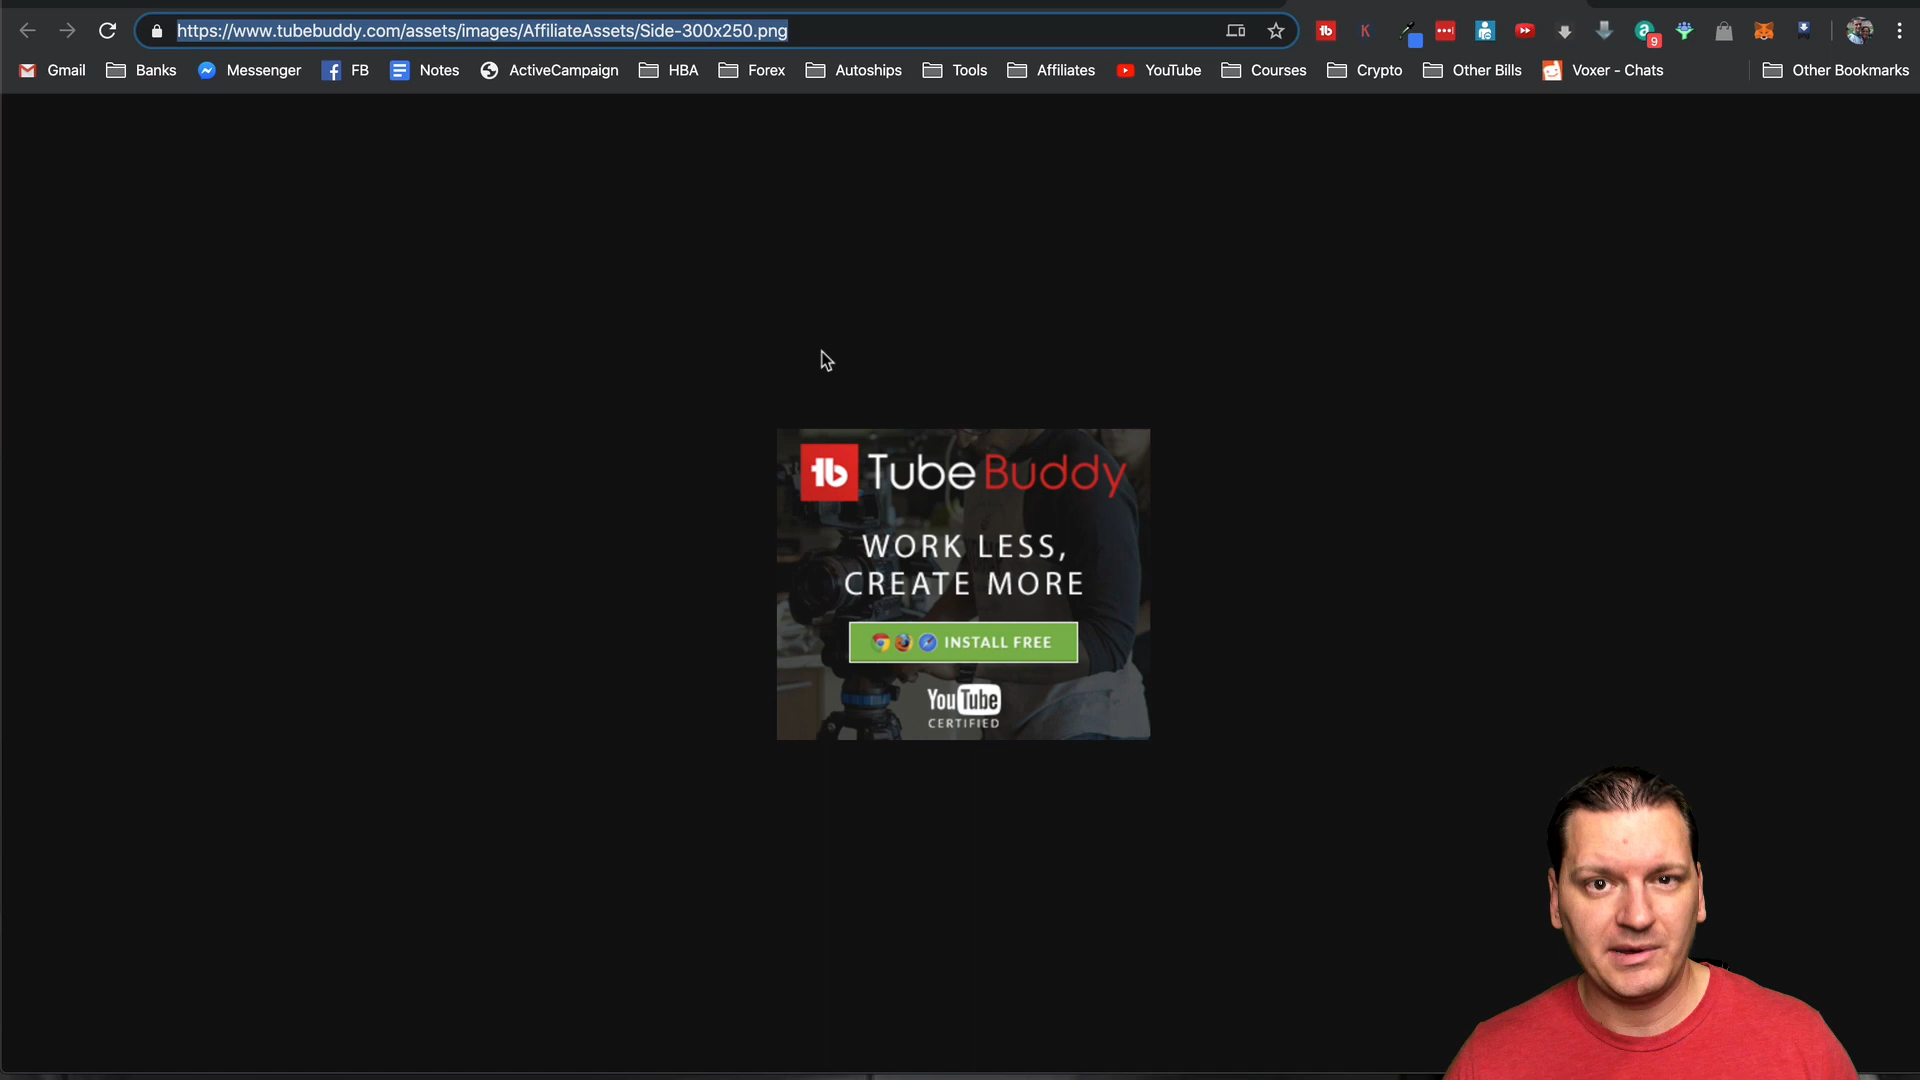 https://www.tubebuddy.com/assets/images/AffiliateAssets/Side-300x250.png
9
Gmail Banks Messenger FB Notes ActiveCampaign HBA Forex Autoships Tools Affiliates YouTube Courses Crypto Other Bills Voxer - Chats Other Bookmarks
tb TubeBuddy
WORK LESS,
CREATE MORE
INSTALL FREE
YouTube
CERTIFIED